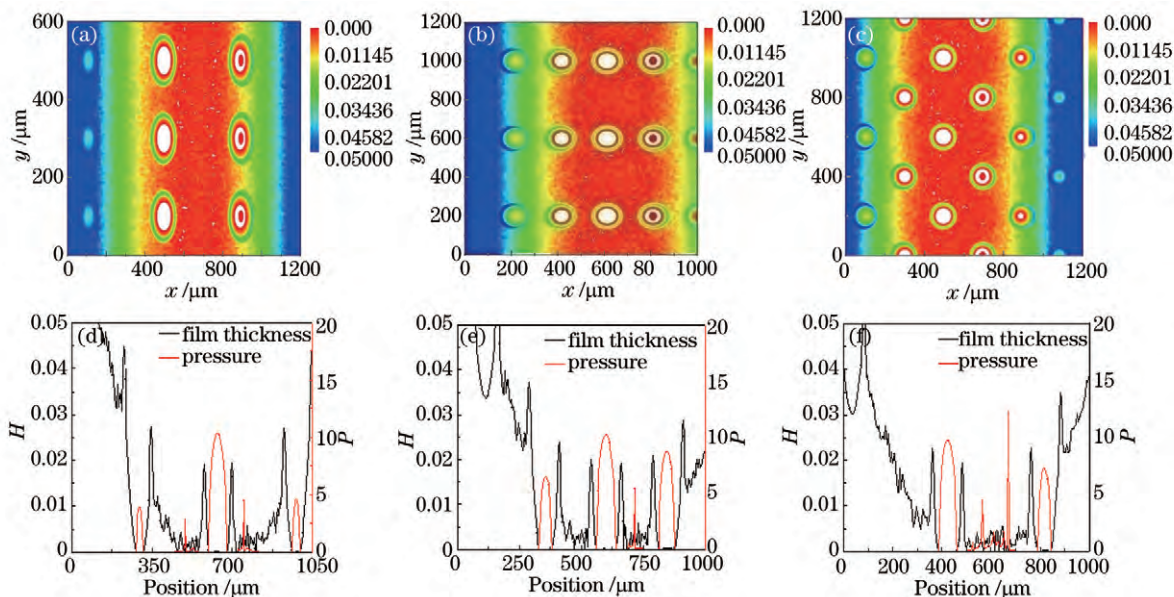 (a)
600
400
200
0
y /μm
0 400 800 1200
x /μm
0.000
0.01145
0.02201
0.03436
0.04582
0.05000
(b)
1200
1000
800
600
400
200
0
y /μm
0 200 400 600 800 1000
x /μm
0.000
0.01145
0.02201
0.03436
0.04582
0.05000
(c)
1200
800
400
0
y /μm
0 400 800 1200
x /μm
0.000
0.01145
0.02201
0.03436
0.04582
0.05000
(d)
film thickness
pressure
0.05
0.04
0.03
0.02
0.01
0
H
20
15
10
5
0
P
0 350 700 1050
Position /μm
(e)
film thickness
pressure
0.05
0.04
0.03
0.02
0.01
0
H
20
15
10
5
0
P
0 250 500 750 1000
Position /μm
(f)
film thickness
pressure
0.05
0.04
0.03
0.02
0.01
0
H
20
15
10
5
0
P
0 200 400 600 800 1000
Position /μm